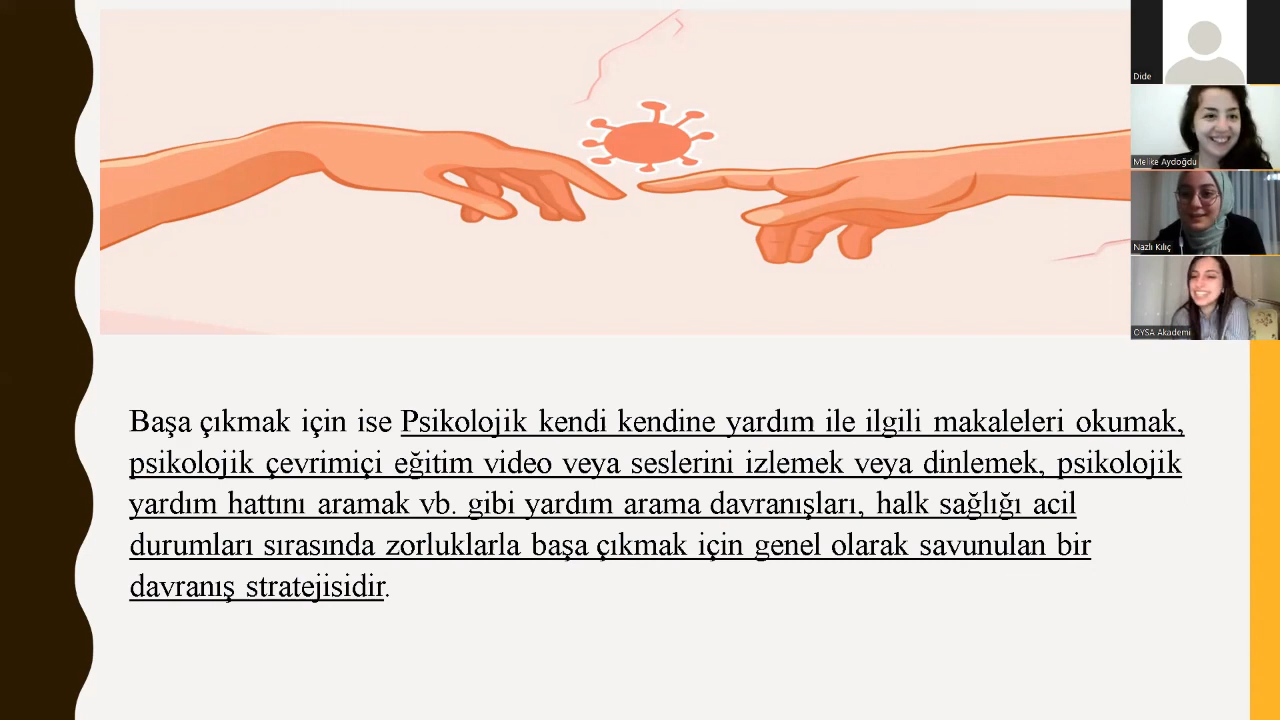 Dide
Melike Aydoğdu
Nazlı Kılıç
OYSA Akademi
Başa çıkmak için ise Psikolojik kendi kendine yardım ile ilgili makaleleri okumak,
psikolojik çevrimiçi eğitim video veya seslerini izlemek veya dinlemek, psikolojik
yardım hattını aramak vb. gibi yardım arama davranışları, halk sağlığı acil
durumları sırasında zorluklarla başa çıkmak için genel olarak savunulan bir
davranış stratejisidir.